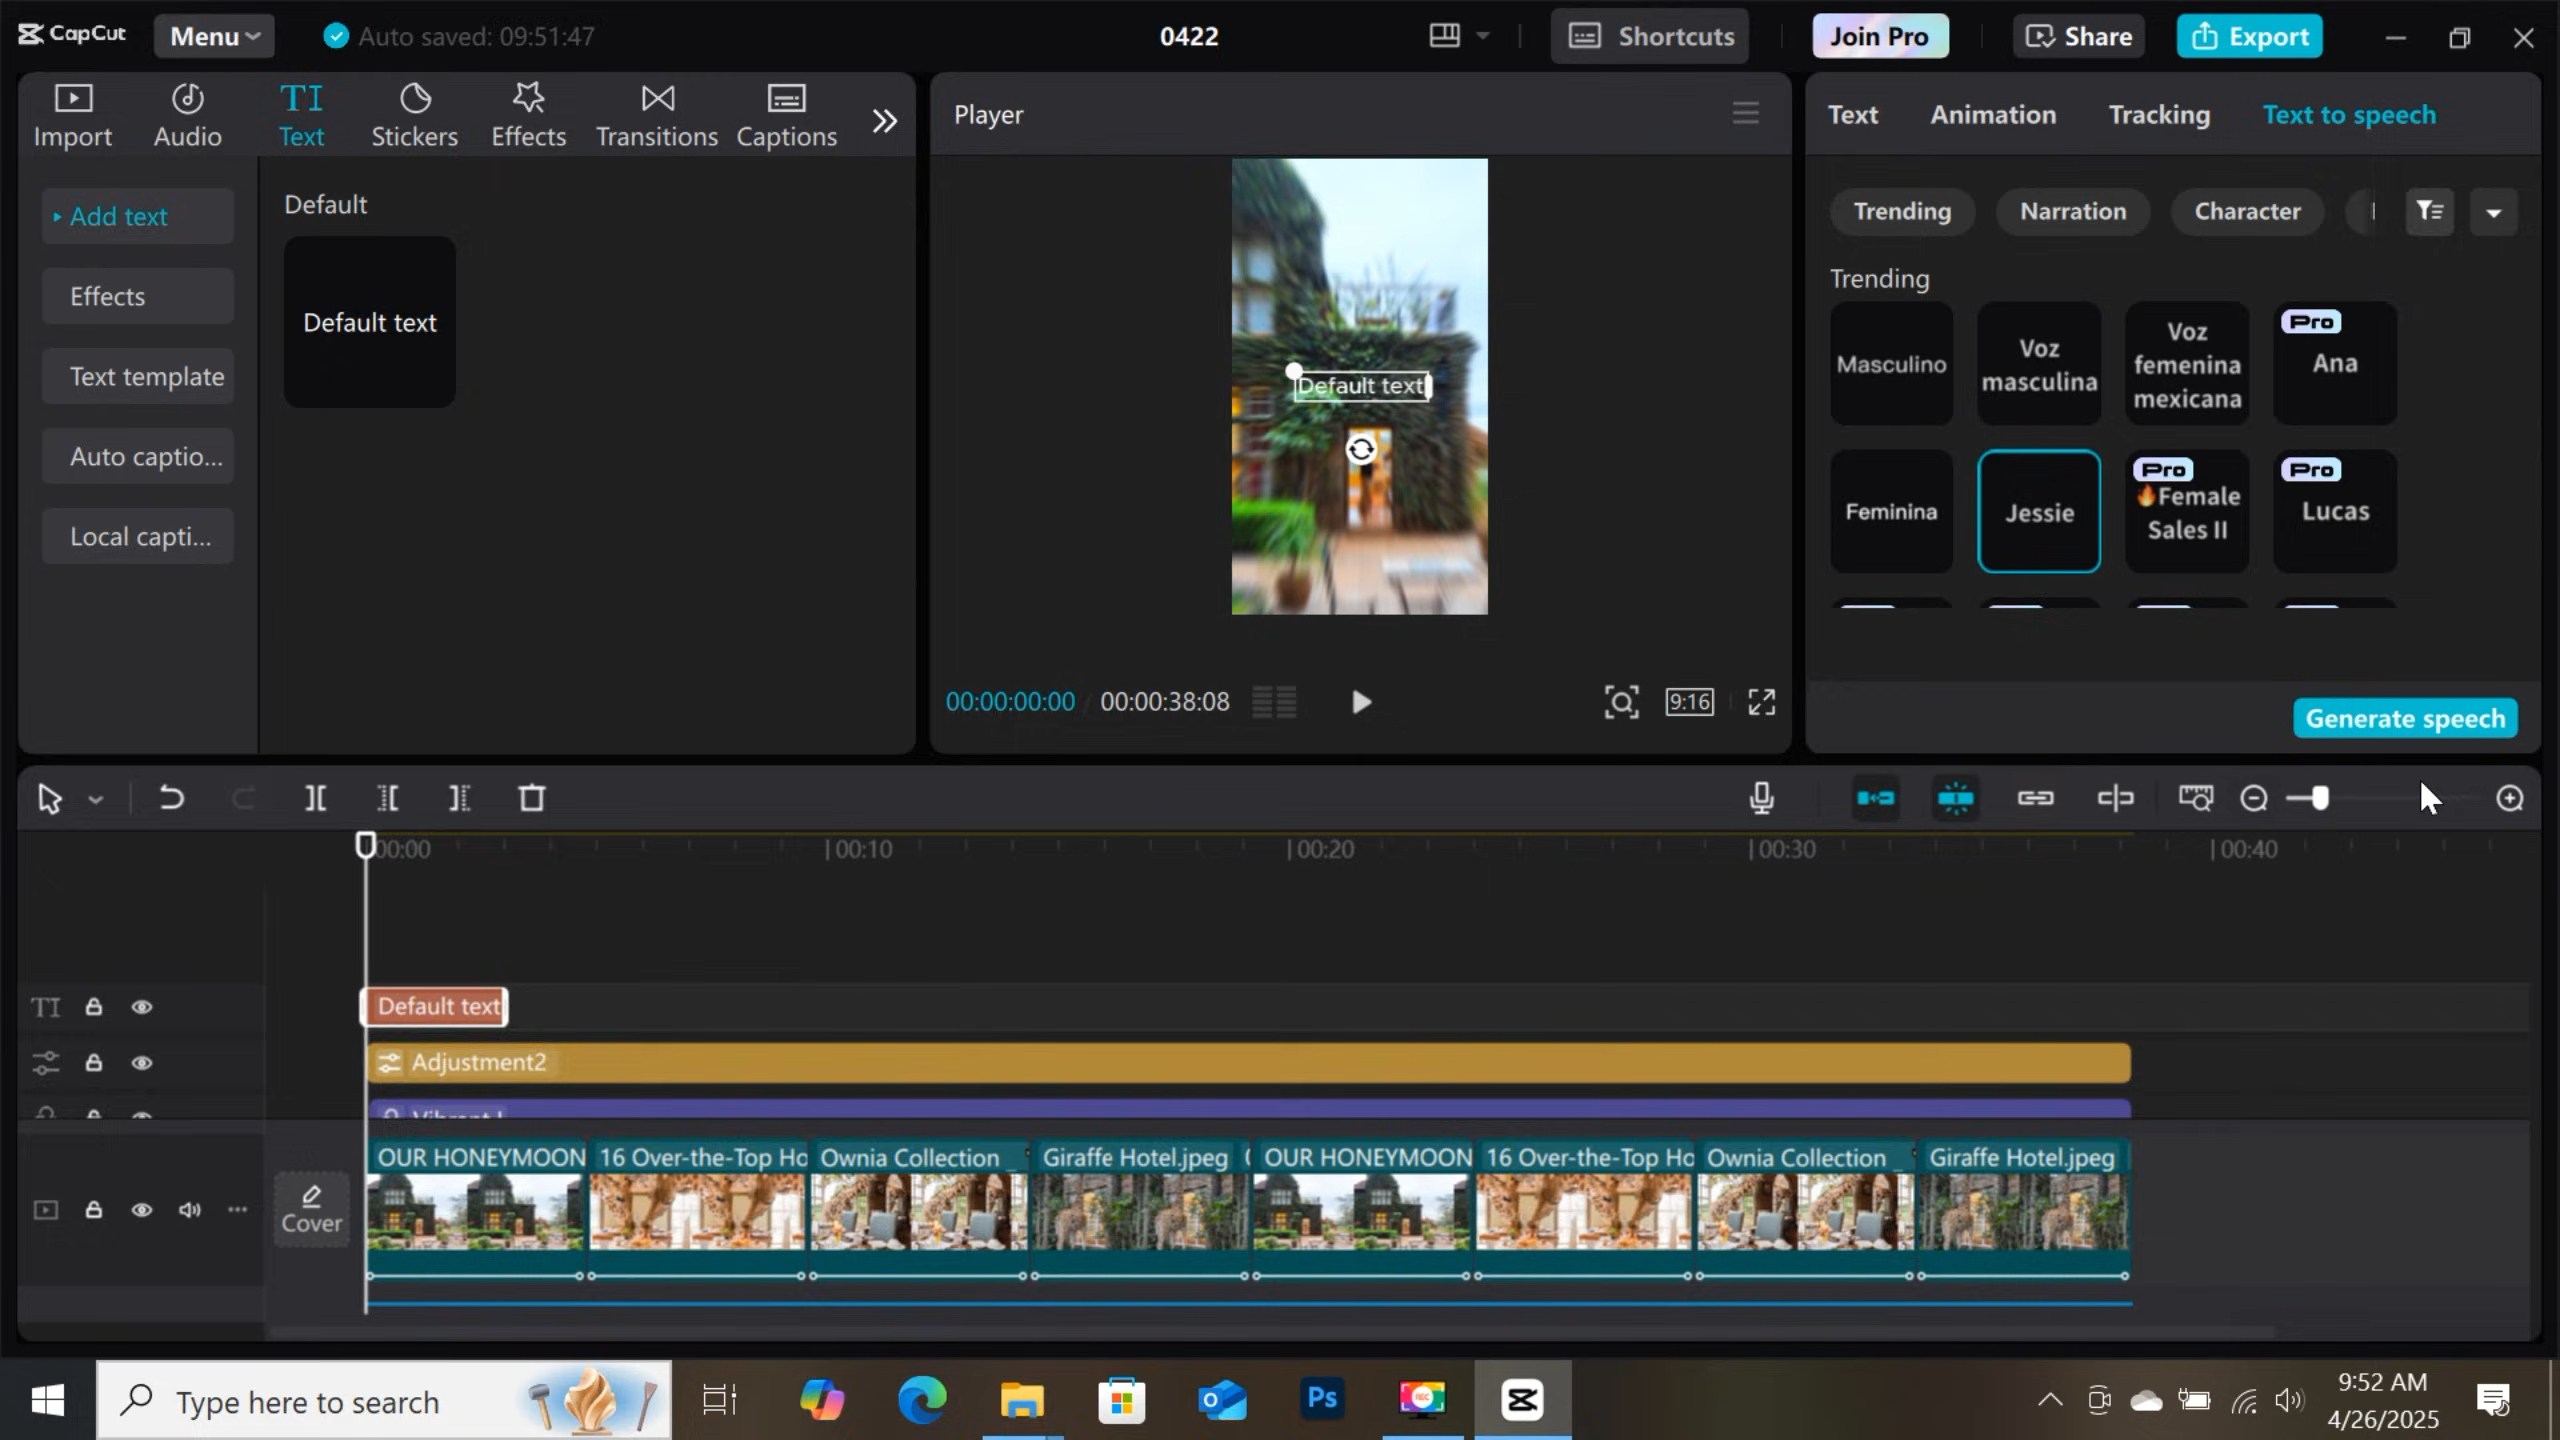 CapCut
Menu
Auto saved: 09:51:47
0422
Shortcuts
Join Pro
Share
Export
Import
Audio
TI
Text
Stickers
Effects
Transitions
Captions
Add text
Effects
Text template
Auto captio...
Local capti...
Default
Default text
Player
Default text
00:00:00:00 / 00:00:38:08
9:16
Text
Animation
Tracking
Text to speech
Trending
Narration
Character
Trending
Masculino
Voz
masculina
Voz
femenina
mexicana
Pro
Ana
Feminina
Jessie
Pro
🔥Female
Sales II
Pro
Lucas
Generate speech
00:00
00:10
00:20
00:30
00:40
TI
Default text
Adjustment2
Cover
OUR HONEYMOON
16 Over-the-Top Ho
Ownia Collection _
Giraffe Hotel.jpeg
OUR HONEYMOON
16 Over-the-Top Ho
Ownia Collection _
Giraffe Hotel.jpeg
Type here to search
Ps
REC
9:52 AM
4/26/2025